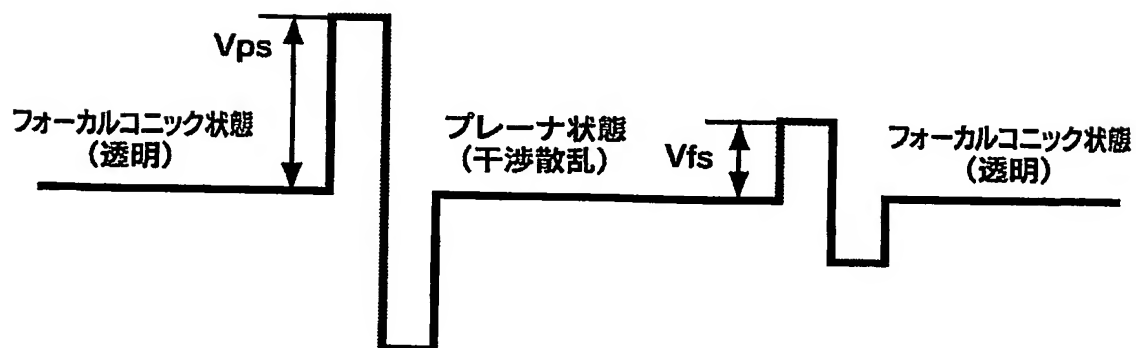 Vps
フォーカルコニック状態
(透明)
プレーナ状態
(干渉散乱)
Vfs
フォーカルコニック状態
(透明)